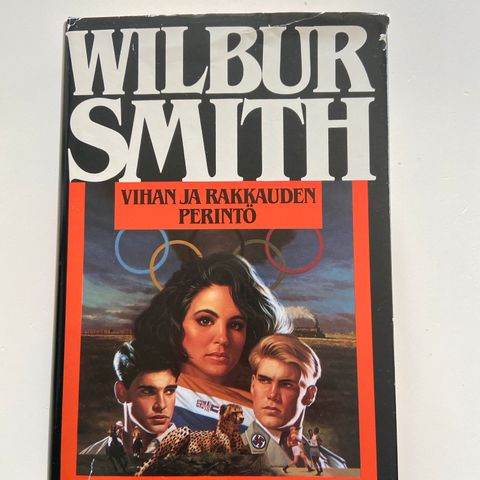 WILBUR
SMITH
VIHAN JA RAKKAUDEN
PERINTÖ